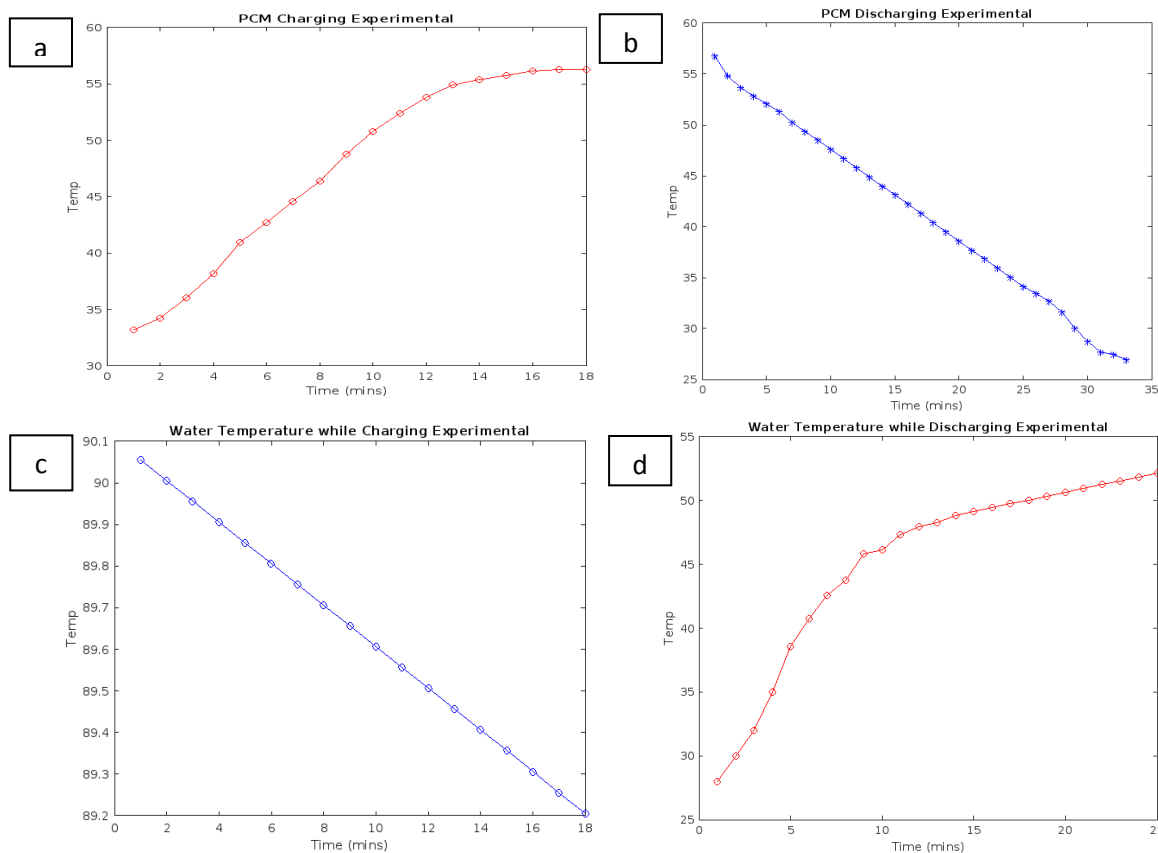 a
PCM Charging Experimental
60
55
50
45
40
35
30
Temp
0 2 4 6 8 10 12 14 16 18
Time (mins)
b
PCM Discharging Experimental
60
55
50
45
40
35
30
25
Temp
0 5 10 15 20 25 30 35
Time (mins)
c
Water Temperature while Charging Experimental
90.1
90
89.9
89.8
89.7
89.6
89.5
89.4
89.3
89.2
Temp
0 2 4 6 8 10 12 14 16 18
Time (mins)
d
Water Temperature while Discharging Experimental
55
50
45
40
35
30
25
Temp
0 5 10 15 20 25
Time (mins)